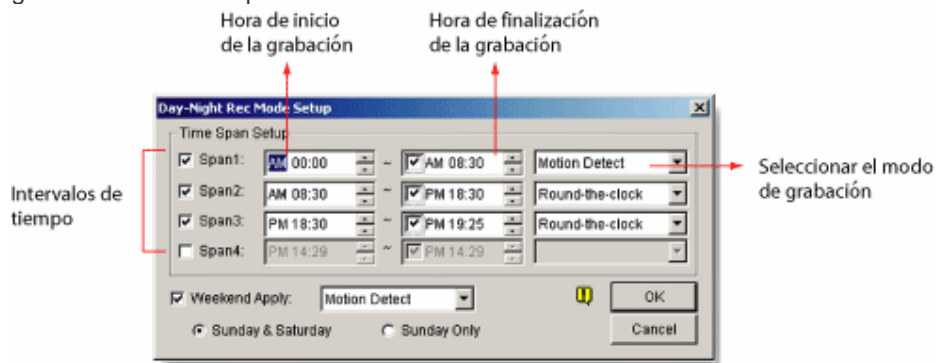 Hora de inicio
de la grabación
Hora de finalización
de la grabación
Day-Night Rec Mode Setup
Time Span Setup
Span1: AM 00:00 ~ AM 08:30 Motion Detect
Span2: AM 08:30 ~ PM 18:30 Round-the-clock
Span3: PM 18:30 ~ PM 19:25 Round-the-clock
Span4: PM 14:29 ~ PM 14:29
Intervalos de
tiempo
Seleccionar el modo
de grabación
Weekend Apply: Motion Detect OK
Sunday & Saturday Sunday Only Cancel